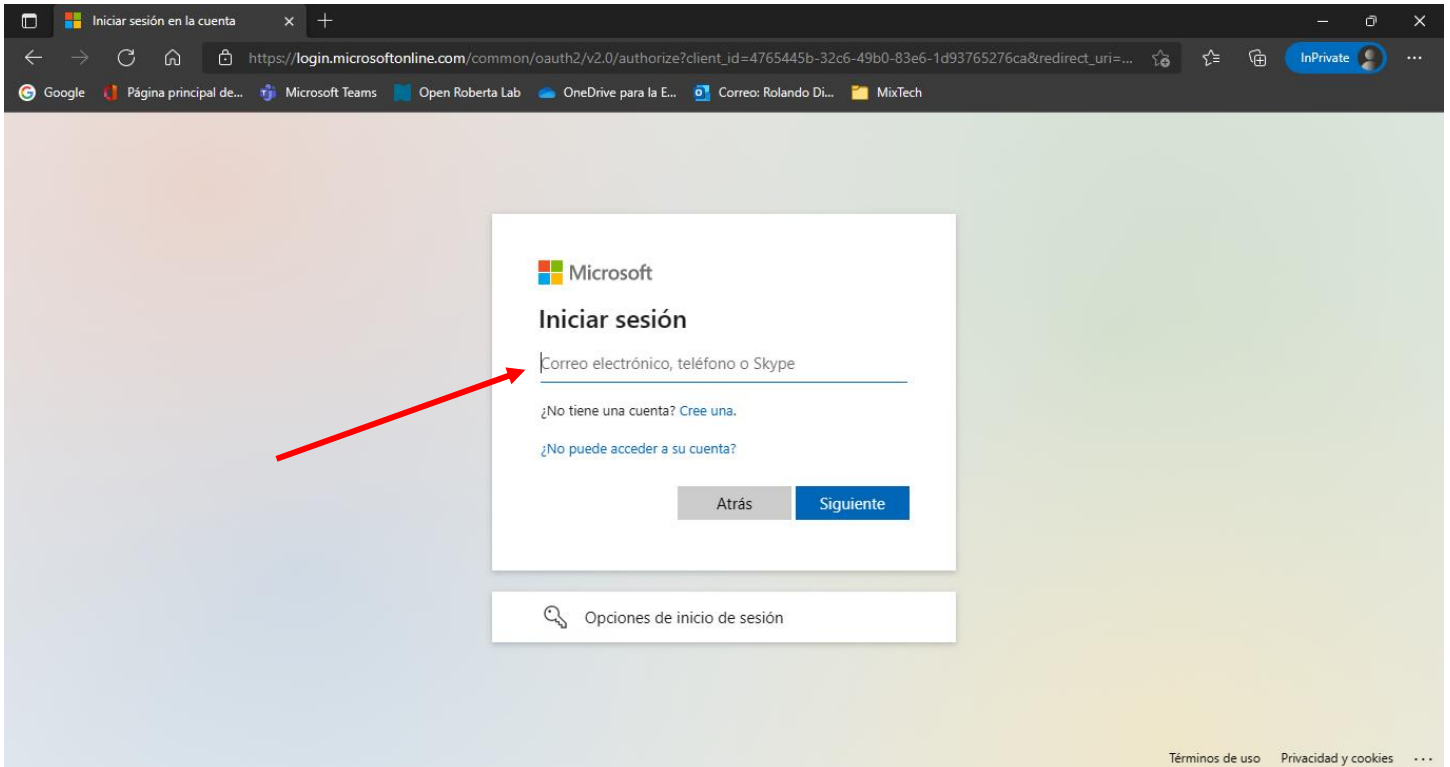 Iniciar sesión en la cuenta
https://login.microsoftonline.com/common/oauth2/v2.0/authorize?client_id=4765445b-32c6-49b0-83e6-1d93765276ca&redirect_uri=...
InPrivate
Google Página principal de... Microsoft Teams Open Roberta Lab OneDrive para la E... Correo: Rolando Di... MixTech
Microsoft
Iniciar sesión
Correo electrónico, teléfono o Skype
¿No tiene una cuenta? Cree una.
¿No puede acceder a su cuenta?
Atrás Siguiente
Opciones de inicio de sesión
Términos de uso Privacidad y cookies ...